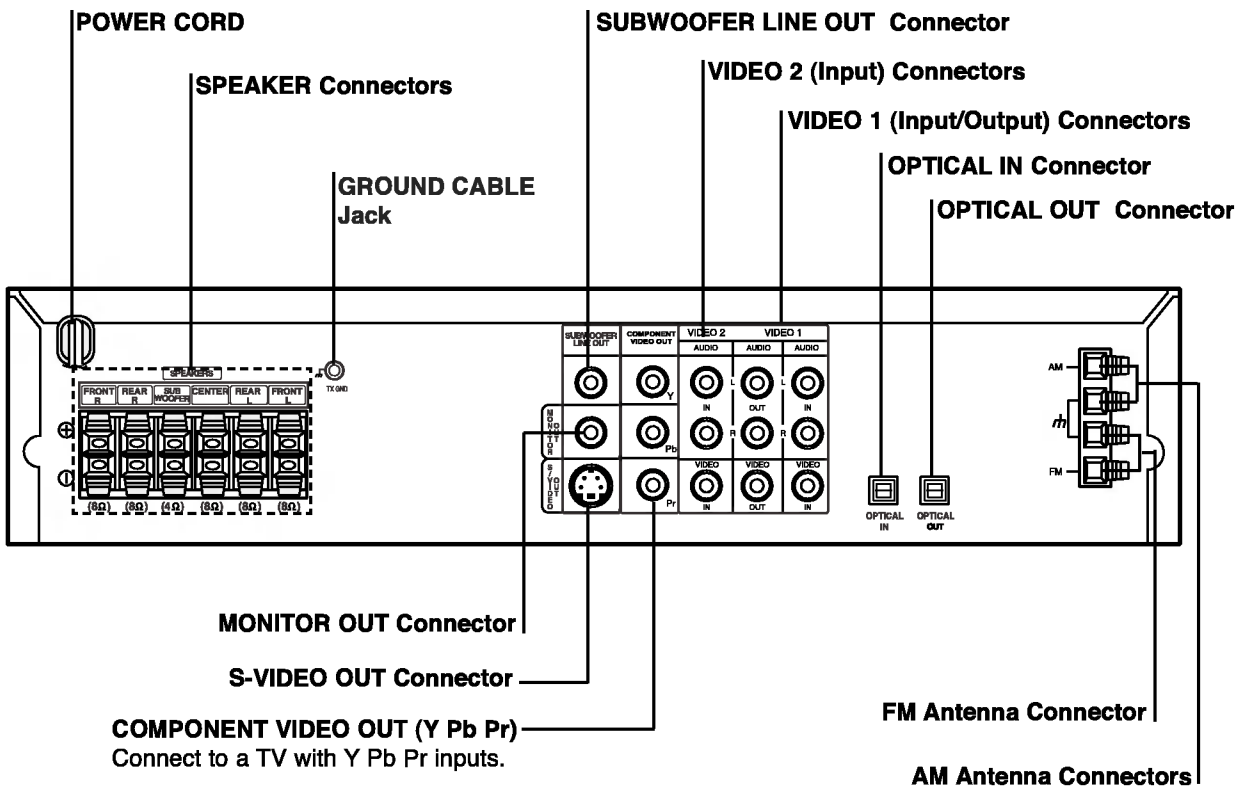 POWER CORD
SUBWOOFER LINE OUT Connector
VIDEO 2 (Input) Connectors
SPEAKER Connectors
VIDEO 1 (Input/Output) Connectors
OPTICAL IN Connector
GROUND CABLE
Jack
OPTICAL OUT Connector
SPEAKERS
FRONT
R
REAR
R
SUB
WOOFER
CENTER
REAR
L
FRONT
L
(8Ω) (8Ω) (4Ω) (8Ω) (8Ω) (8Ω)
TX GND
SUBWOOFER
LINE OUT
MONITOR
OUT
S/VIDEO
OUT
COMPONENT
VIDEO OUT
Y
Pb
Pr
VIDEO 2
VIDEO 1
AUDIO
AUDIO
AUDIO
L
L
IN
OUT
IN
R
R
VIDEO
VIDEO
VIDEO
IN
OUT
IN
OPTICAL
IN
OPTICAL
OUT
AM
FM
MONITOR OUT Connector
S-VIDEO OUT Connector
COMPONENT VIDEO OUT (Y Pb Pr)
Connect to a TV with Y Pb Pr inputs.
FM Antenna Connector
AM Antenna Connectors